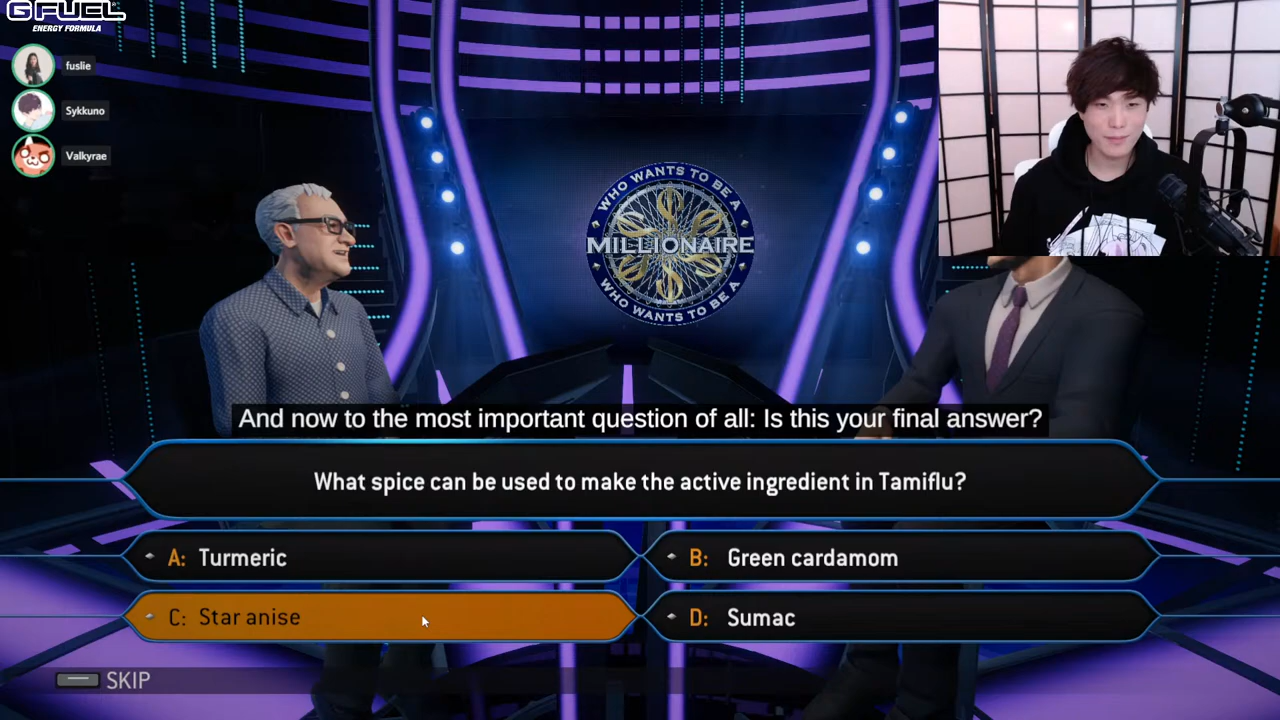 G FUEL
ENERGY FORMULA
fuslie
Sykkuno
Valkyrae
WHO WANTS TO BE A
MILLIONAIRE
WHO WANTS TO BE A
And now to the most important question of all: Is this your final answer?
What spice can be used to make the active ingredient in Tamiflu?
A: Turmeric
B: Green cardamom
C: Star anise
D: Sumac
SKIP